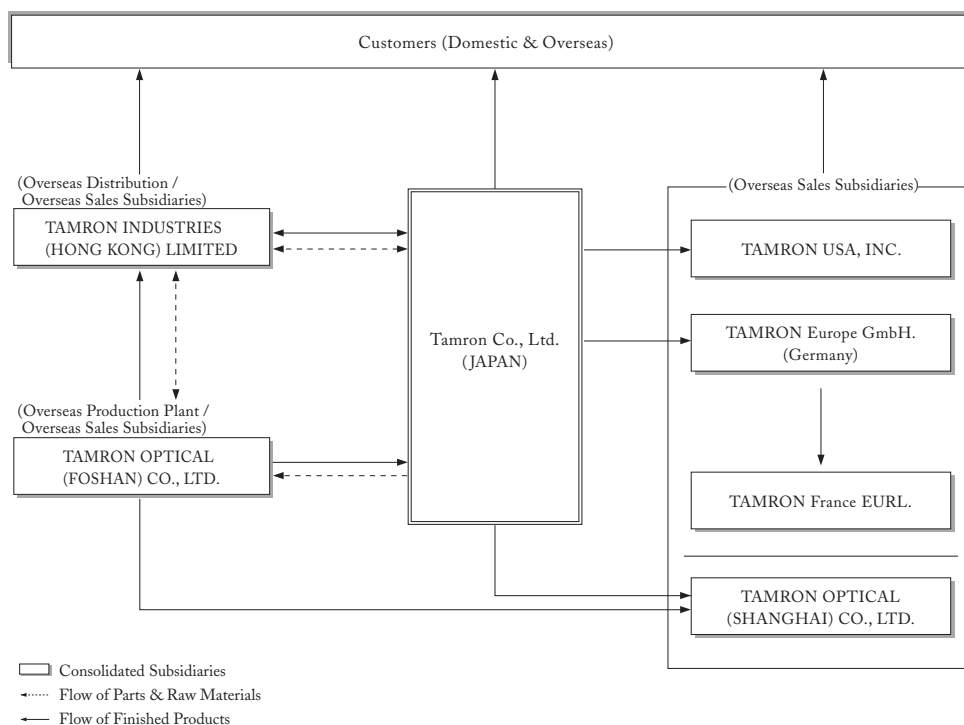 Customers (Domestic & Overseas)
(Overseas Distribution /
Overseas Sales Subsidiaries)
TAMRON INDUSTRIES
(HONG KONG) LIMITED
(Overseas Production Plant /
Overseas Sales Subsidiaries)
TAMRON OPTICAL
(FOSHAN) CO., LTD.
Tamron Co., Ltd.
(JAPAN)
(Overseas Sales Subsidiaries)
TAMRON USA, INC.
TAMRON Europe GmbH.
(Germany)
TAMRON France EURL.
TAMRON OPTICAL
(SHANGHAI) CO., LTD.
Consolidated Subsidiaries
Flow of Parts & Raw Materials
Flow of Finished Products